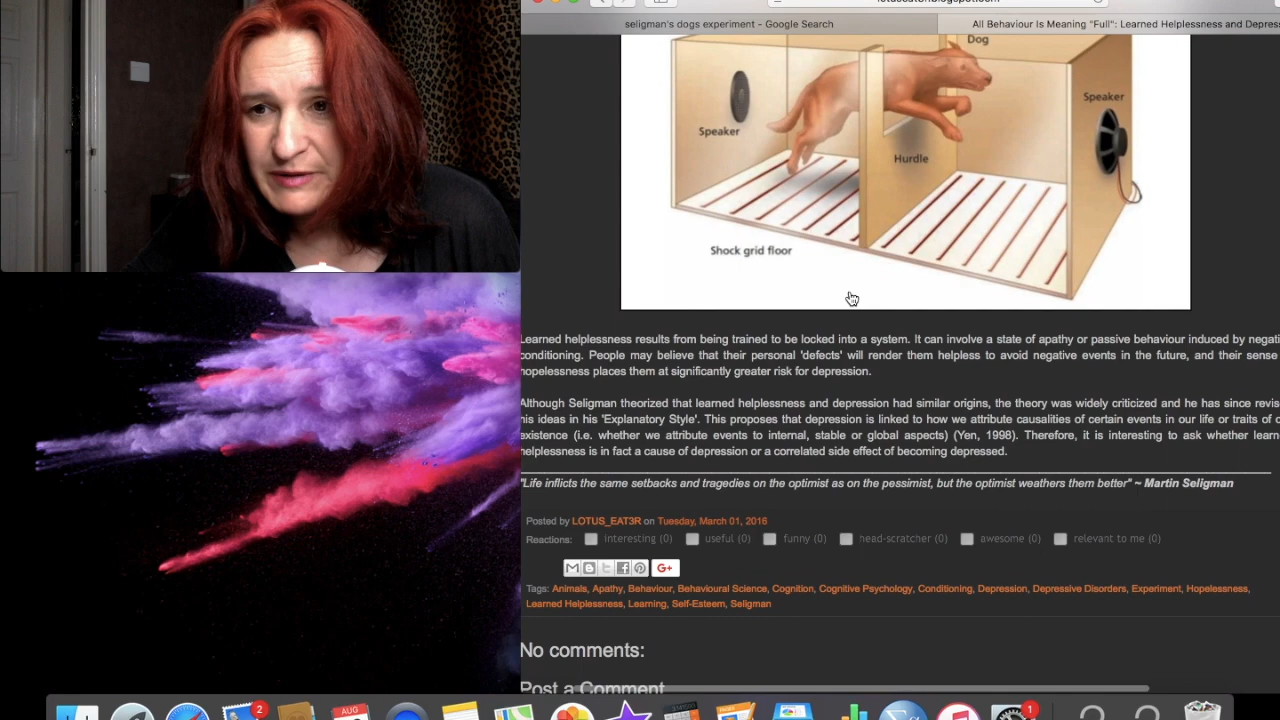 seligman's dogs experiment - Google Search
All Behaviour Is Meaning "Full": Learned Helplessness and Depres
Dog
Speaker
Speaker
Hurdle
Shock grid floor
Learned helplessness results from being trained to be locked into a system. It can involve a state of apathy or passive behaviour induced by negati
conditioning. People may believe that their personal 'defects' will render them helpless to avoid negative events in the future, and their sense
hopelessness places them at significantly greater risk for depression.
Although Seligman theorized that learned helplessness and depression had similar origins, the theory was widely criticized and he has since revis
his ideas in his 'Explanatory Style'. This proposes that depression is linked to how we attribute causalities of certain events in our life or traits of o
existence (i.e. whether we attribute events to internal, stable or global aspects) (Yen, 1998). Therefore, it is interesting to ask whether learn
helplessness is in fact a cause of depression or a correlated side effect of becoming depressed.
"Life inflicts the same setbacks and tragedies on the optimist as on the pessimist, but the optimist weathers them better" ~ Martin Seligman
Posted by LOTUS_EAT3R on Tuesday, March 01, 2016
Reactions: interesting (0) useful (0) funny (0) head-scratcher (0) awesome (0) relevant to me (0)
G+
Tags: Animals, Apathy, Behaviour, Behavioural Science, Cognition, Cognitive Psychology, Conditioning, Depression, Depressive Disorders, Experiment, Hopelessness,
Learned Helplessness, Learning, Self-Esteem, Seligman
No comments:
Post a Comment
2
AUG
1